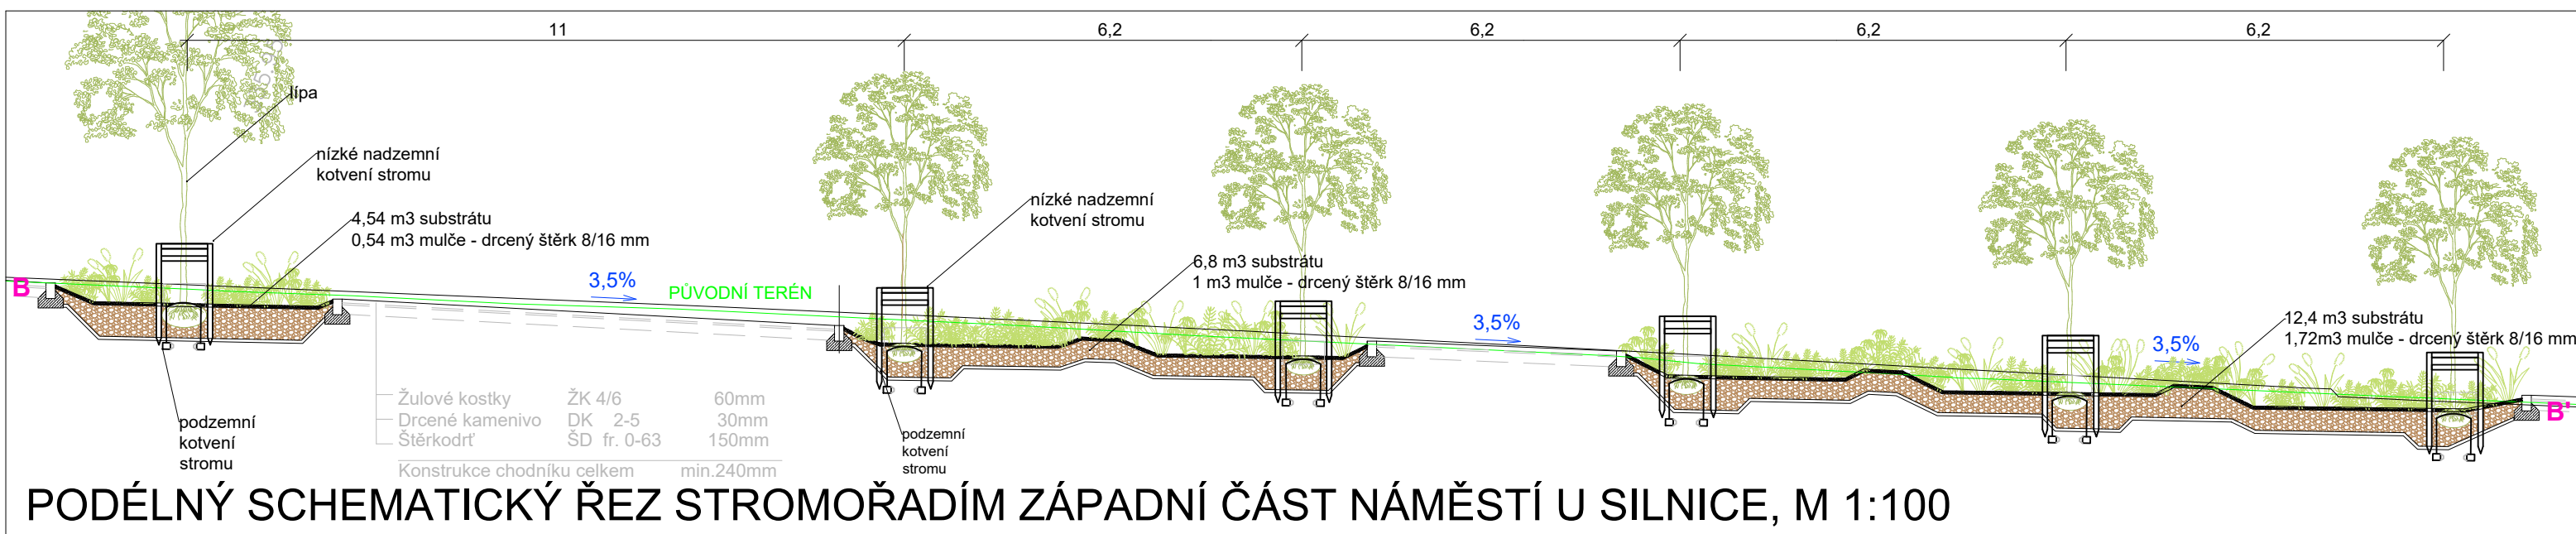 11
6,2
6,2
6,2
6,2
lípa
nízké nadzemní
kotvení stromu
4,54 m3 substrátu
0,54 m3 mulče - drcený štěrk 8/16 mm
nízké nadzemní
kotvení stromu
6,8 m3 substrátu
1 m3 mulče - drcený štěrk 8/16 mm
12,4 m3 substrátu
1,72m3 mulče - drcený štěrk 8/16 mm
B
3,5%
PŮVODNÍ TERÉN
3,5%
3,5%
B'
podzemní
kotvení
stromu
Žulové kostky ŽK 4/6 60mm
Drcené kamenivo DK 2-5 30mm
Štěrkodrť ŠD fr. 0-63 150mm
Konstrukce chodníku celkem min.240mm
podzemní
kotvení
stromu
PODÉLNÝ SCHEMATICKÝ ŘEZ STROMOŘADÍM ZÁPADNÍ ČÁST NÁMĚSTÍ U SILNICE, M 1:100